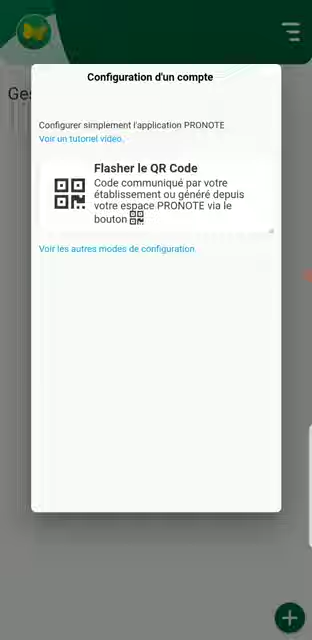 Ges
Configuration d'un compte
Configurer simplement l'application PRONOTE
Voir un tutoriel vidéo.
Flasher le QR Code
Code communiqué par votre
établissement ou généré depuis
votre espace PRONOTE via le
bouton
Voir les autres modes de configuration.